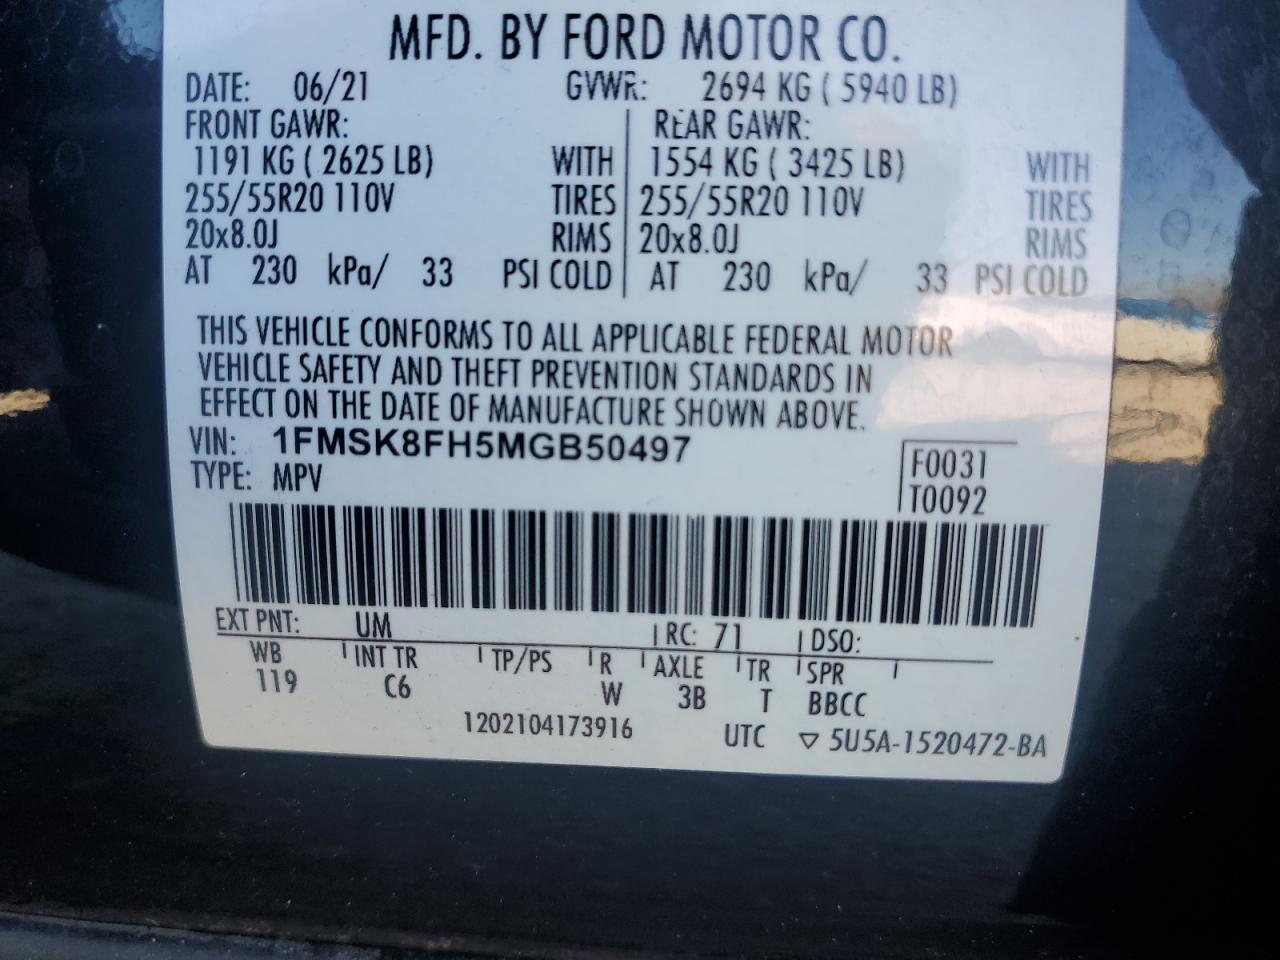 MFD. BY FORD MOTOR CO.
DATE: 06/21 GVWR: 2694 KG ( 5940 LB)
FRONT GAWR: REAR GAWR:
1191 KG ( 2625 LB) WITH 1554 KG ( 3425 LB) WITH
255/55R20 110V TIRES 255/55R20 110V TIRES
20x8.0J RIMS 20x8.0J RIMS
AT 230 kPa/ 33 PSI COLD AT 230 kPa/ 33 PSI COLD
THIS VEHICLE CONFORMS TO ALL APPLICABLE FEDERAL MOTOR
VEHICLE SAFETY AND THEFT PREVENTION STANDARDS IN
EFFECT ON THE DATE OF MANUFACTURE SHOWN ABOVE.
VIN: 1FMSK8FH5MGB50497
TYPE: MPV
F0031
T0092
EXT PNT: UM RC: 71 DSO:
WB INT TR TP/PS R AXLE TR SPR
119 C6 W 3B T BBCC
1202104173916 UTC ▽ 5U5A-1520472-BA